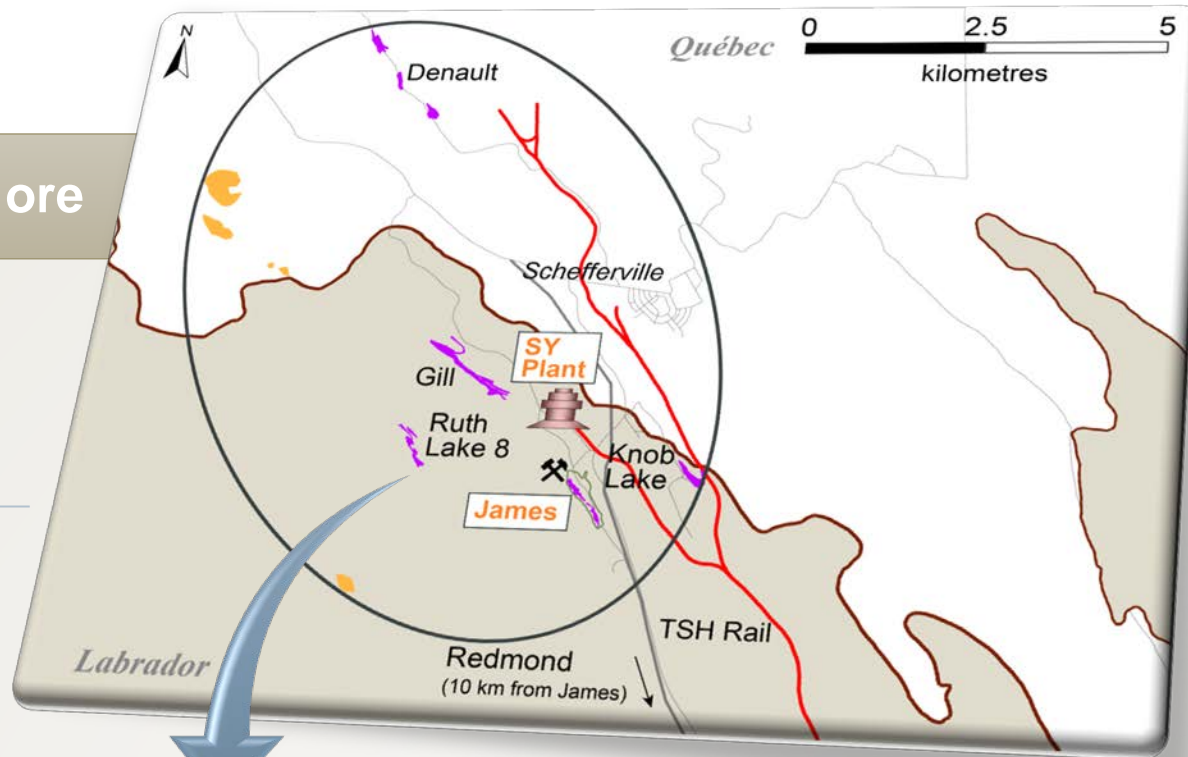 ore
N
Québec
0 2.5 5
kilometres
Denault
Schefferville
SY
Plant
Gill
Ruth
Lake 8
Knob
Lake
James
TSH Rail
Redmond
(10 km from James)
Labrador